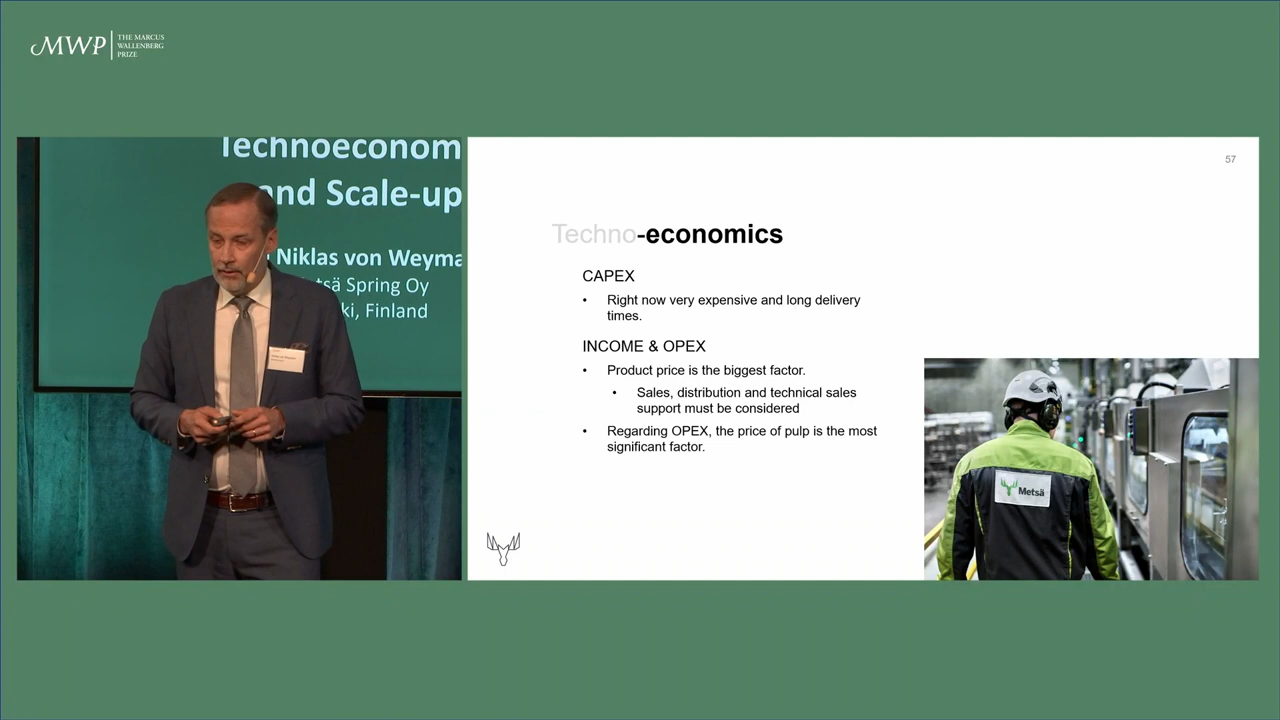 MWP
THE MARCUS
WALLENBERG
PRIZE
Technoeconom
and Scale-up
Niklas von Weyma
tsä Spring Oy
ki, Finland
57
Techno-economics
CAPEX
• Right now very expensive and long delivery
times.
INCOME & OPEX
• Product price is the biggest factor.
• Sales, distribution and technical sales
support must be considered
• Regarding OPEX, the price of pulp is the most
significant factor.
Metsä